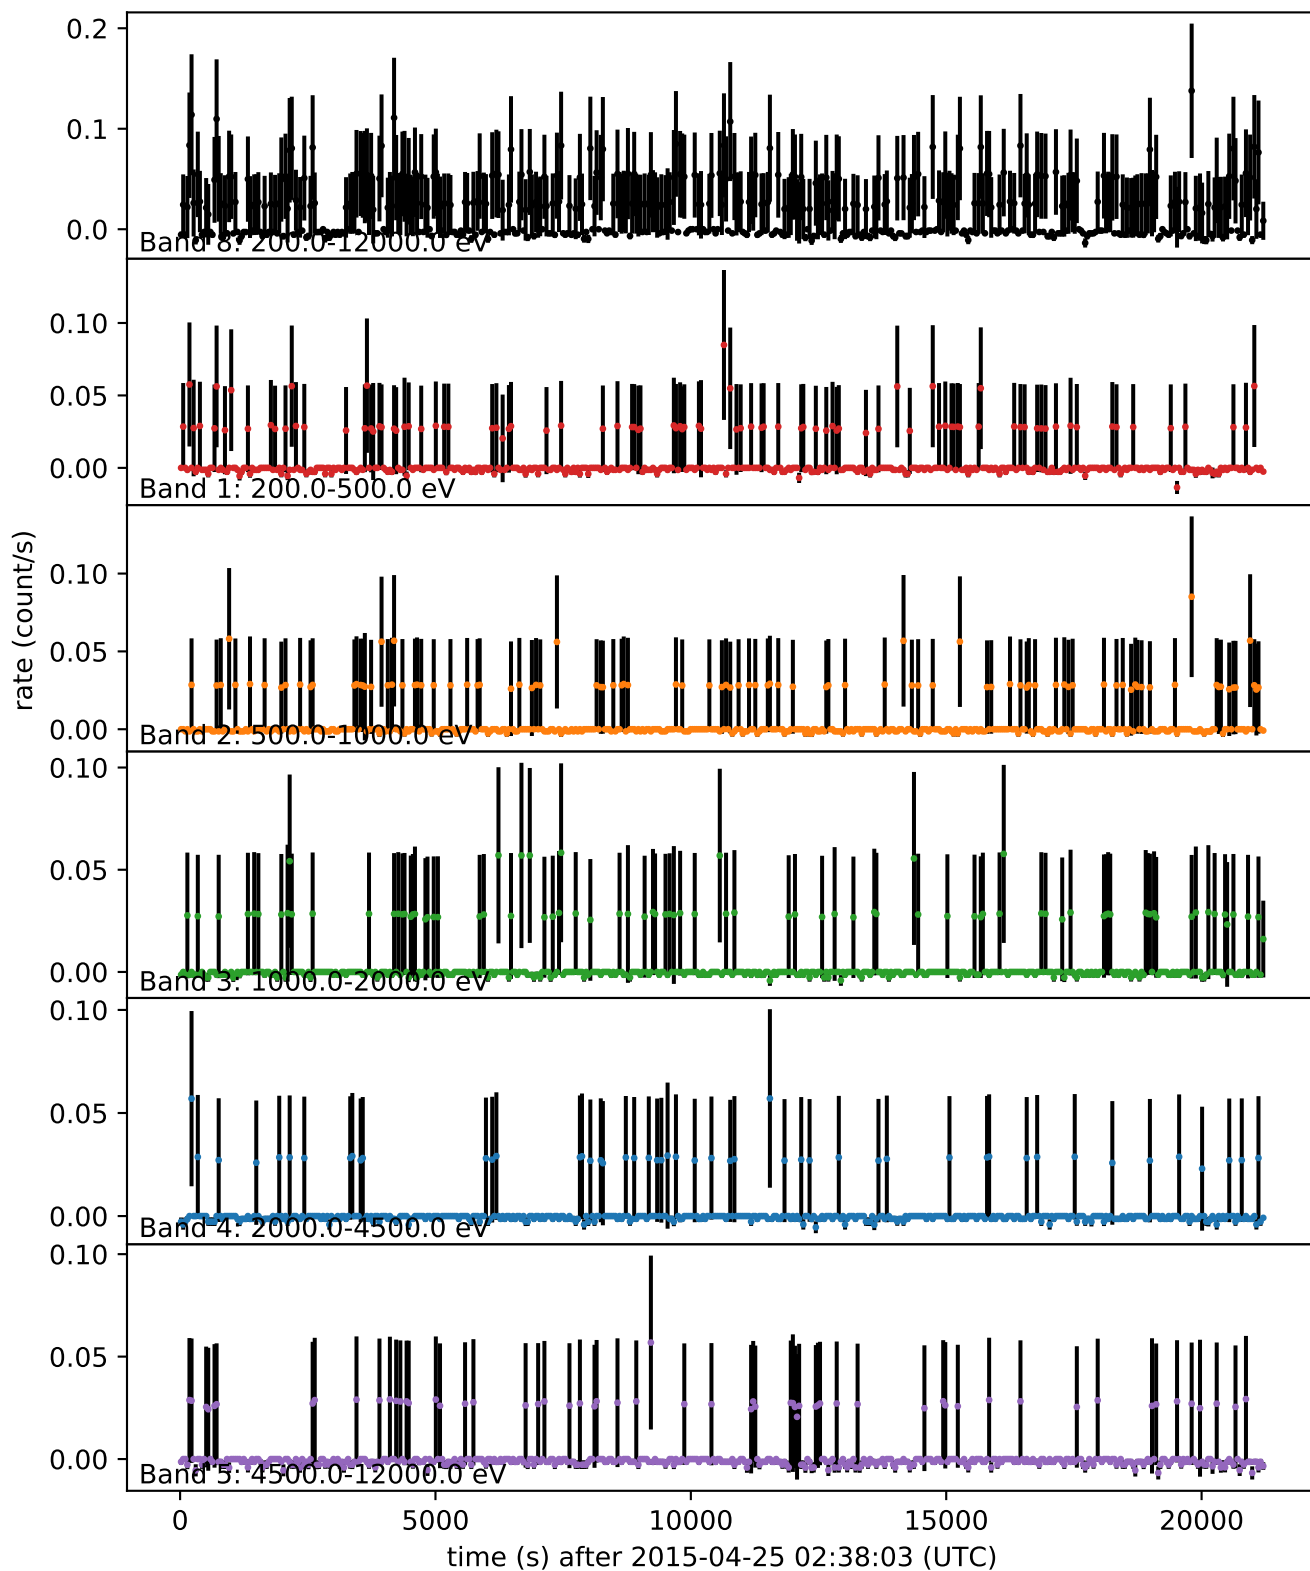 0.2
0.1
0.0
Band 8: 200.0-12000.0 eV
0.10
0.05
0.00
Band 1: 200.0-500.0 eV
rate (count/s)
0.10
0.05
0.00
Band 2: 500.0-1000.0 eV
0.10
0.05
0.00
Band 3: 1000.0-2000.0 eV
0.10
0.05
0.00
Band 4: 2000.0-4500.0 eV
0.10
0.05
0.00
Band 5: 4500.0-12000.0 eV
0 5000 10000 15000 20000
time (s) after 2015-04-25 02:38:03 (UTC)